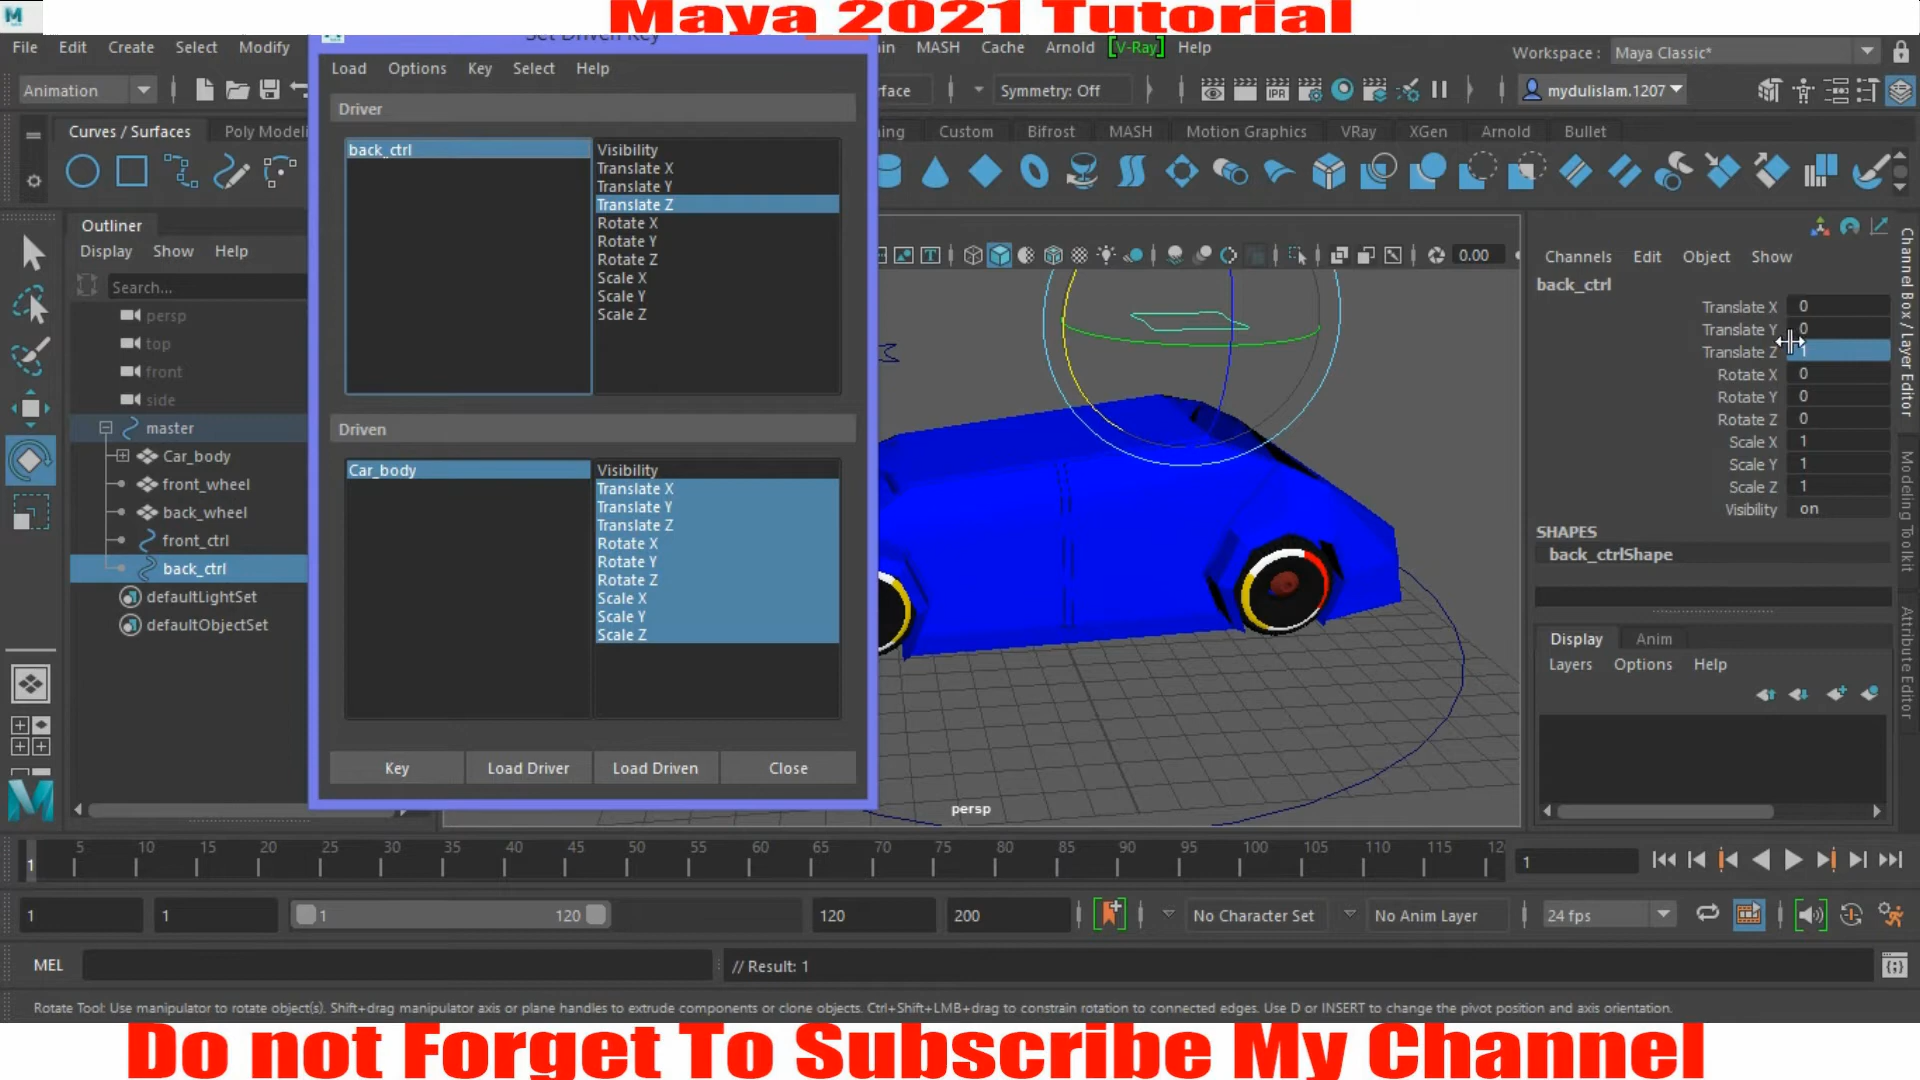 Maya 2021 Tutorial
File Edit Create Select Modify
MASH Cache Arnold [V-Ray] Help
Workspace : Maya Classic*
Animation
Symmetry: Off
mydulislam.1207
Curves / Surfaces
Custom Bifrost MASH Motion Graphics VRay XGen Arnold Bullet
Set Driven Key
Load Options Key Select Help
Driver
back_ctrl
Visibility
Translate X
Translate Y
Translate Z
Rotate X
Rotate Y
Rotate Z
Scale X
Scale Y
Scale Z
Driven
Car_body
Visibility
Translate X
Translate Y
Translate Z
Rotate X
Rotate Y
Rotate Z
Scale X
Scale Y
Scale Z
Key Load Driver Load Driven Close
Outliner
Display Show Help
Search...
persp
top
front
side
master
Car_body
front_wheel
back_wheel
front_ctrl
back_ctrl
defaultLightSet
defaultObjectSet
0.00
persp
Channels Edit Object Show
back_ctrl
Translate X 0
Translate Y 0
Translate Z 1
Rotate X 0
Rotate Y 0
Rotate Z 0
Scale X 1
Scale Y 1
Scale Z 1
Visibility on
SHAPES
back_ctrlShape
Display Anim
Layers Options Help
Channel Box / Layer Editor
Modeling Toolkit
Attribute Editor
1 5 10 15 20 25 30 35 40 45 50 55 60 65 70 75 80 85 90 95 100 105 110 115 12
1
1 1 1 120 120 200
No Character Set
No Anim Layer
24 fps
MEL
// Result: 1
Rotate Tool: Use manipulator to rotate object(s). Shift+drag manipulator axis or plane handles to extrude components or clone objects. Ctrl+Shift+LMB+drag to constrain rotation to connected edges. Use D or INSERT to change the pivot position and axis orientation.
Do not Forget To Subscribe My Channel